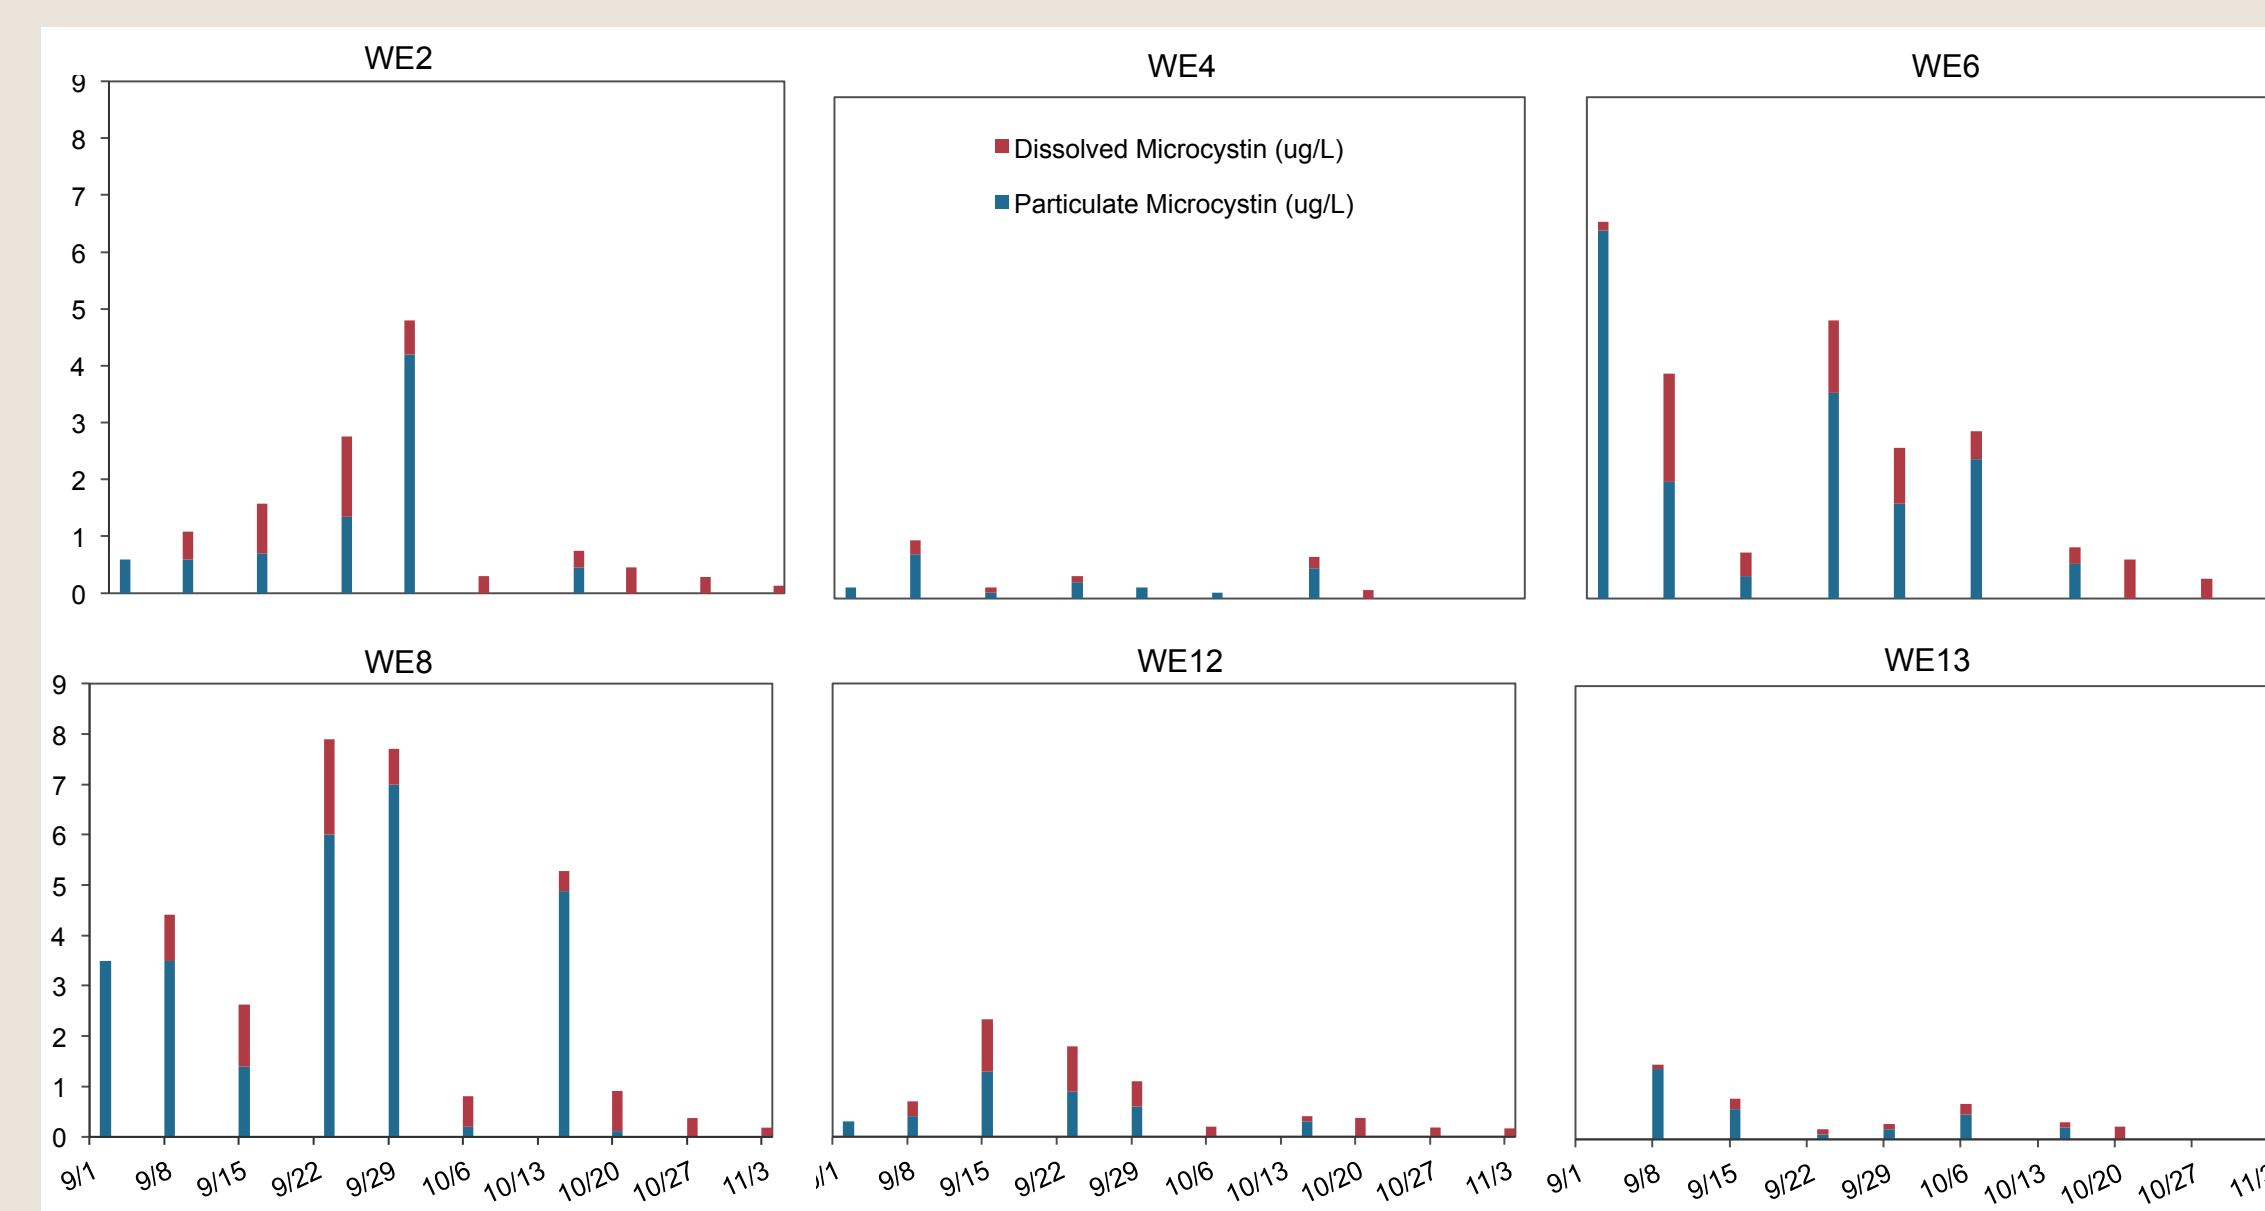 WE2
WE4
WE6
9
8
7
6
5
4
3
2
1
0
Dissolved Microcystin (ug/L)
Particulate Microcystin (ug/L)
WE8
WE12
WE13
9
8
7
6
5
4
3
2
1
0
9/1 9/8 9/15 9/22 9/29 10/6 10/13 10/20 10/27 11/3
/1 9/8 9/15 9/22 9/29 10/6 10/13 10/20 10/27 11/3
9/1 9/8 9/15 9/22 9/29 10/6 10/13 10/20 10/27